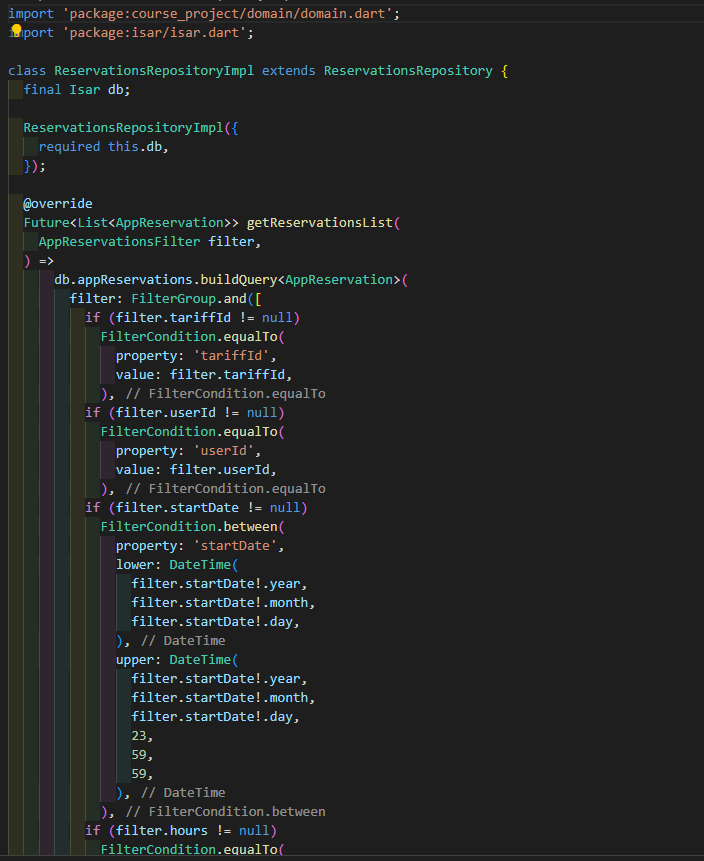 import 'package:course_project/domain/domain.dart';
import 'package:isar/isar.dart';
class ReservationsRepositoryImpl extends ReservationsRepository {
final Isar db;
ReservationsRepositoryImpl({
required this.db,
});
@override
Future<List<AppReservation>> getReservationsList(
AppReservationsFilter filter,
) =>
db.appReservations.buildQuery<AppReservation>(
filter: FilterGroup.and([
if (filter.tariffId != null)
FilterCondition.equalTo(
property: 'tariffId',
value: filter.tariffId,
), // FilterCondition.equalTo
if (filter.userId != null)
FilterCondition.equalTo(
property: 'userId',
value: filter.userId,
), // FilterCondition.equalTo
if (filter.startDate != null)
FilterCondition.between(
property: 'startDate',
lower: DateTime(
filter.startDate!.year,
filter.startDate!.month,
filter.startDate!.day,
), // DateTime
upper: DateTime(
filter.startDate!.year,
filter.startDate!.month,
filter.startDate!.day,
23,
59,
59,
), // DateTime
), // FilterCondition.between
if (filter.hours != null)
FilterCondition.equalTo(